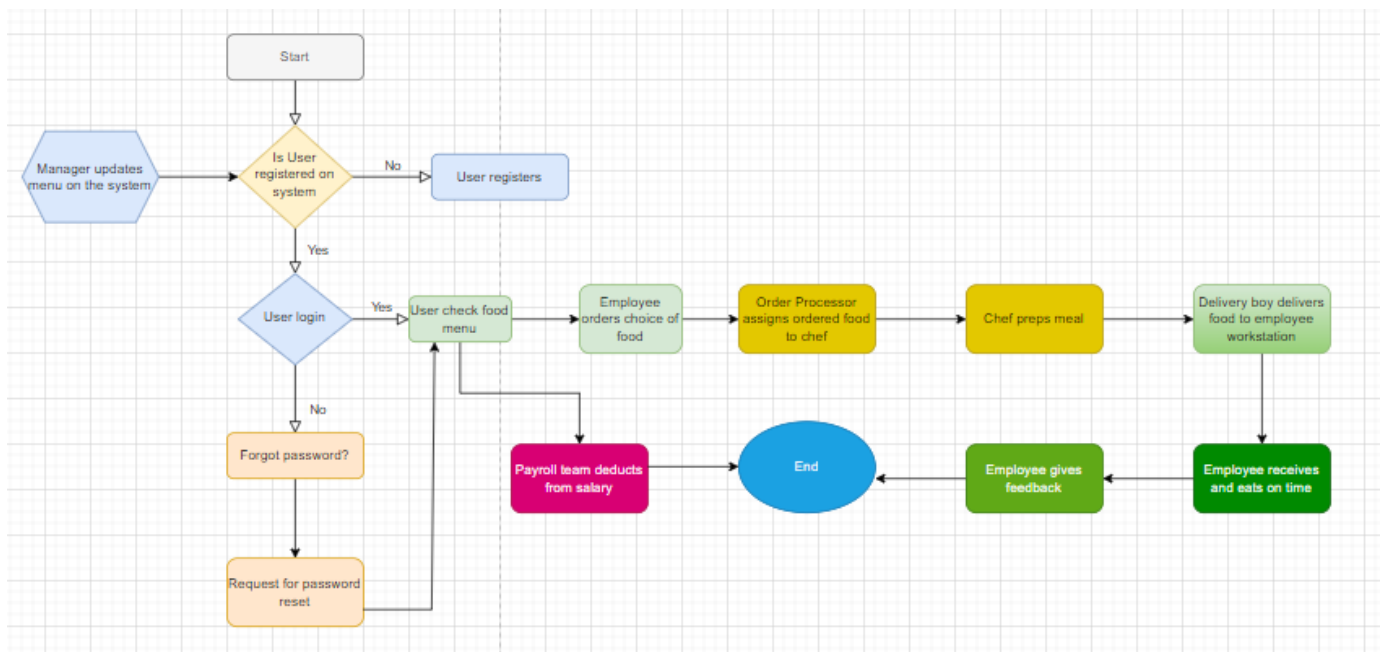 Start
Is User
registered on
system
Manager updates
menu on the system
No
User registers
Yes
User login
Yes
User check food
menu
Employee
orders choice of
food
Order Processor
assigns ordered food
to chef
Chef preps meal
Delivery boy delivers
food to employee
workstation
No
Forgot password?
Payroll team deducts
from salary
End
Employee gives
feedback
Employee receives
and eats on time
Request for password
reset